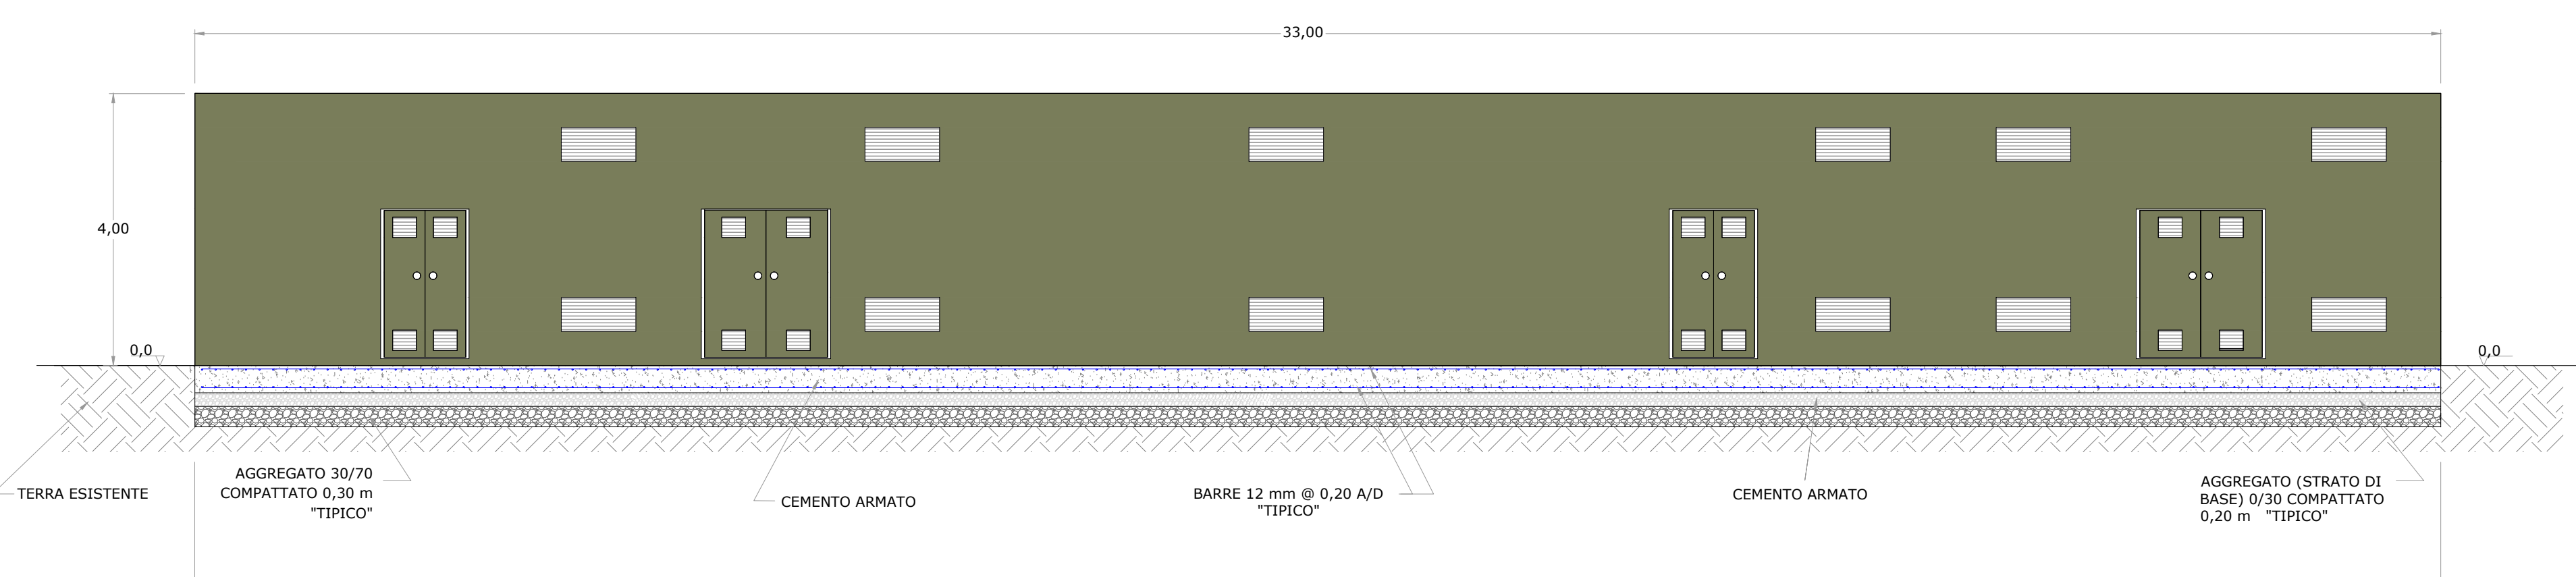 33,00
4,00
0,0
0,0
TERRA ESISTENTE
AGGREGATO 30/70
COMPATTATO 0,30 m
"TIPICO"
CEMENTO ARMATO
BARRE 12 mm @ 0,20 A/D
"TIPICO"
CEMENTO ARMATO
AGGREGATO (STRATO DI
BASE) 0/30 COMPATTATO
0,20 m "TIPICO"